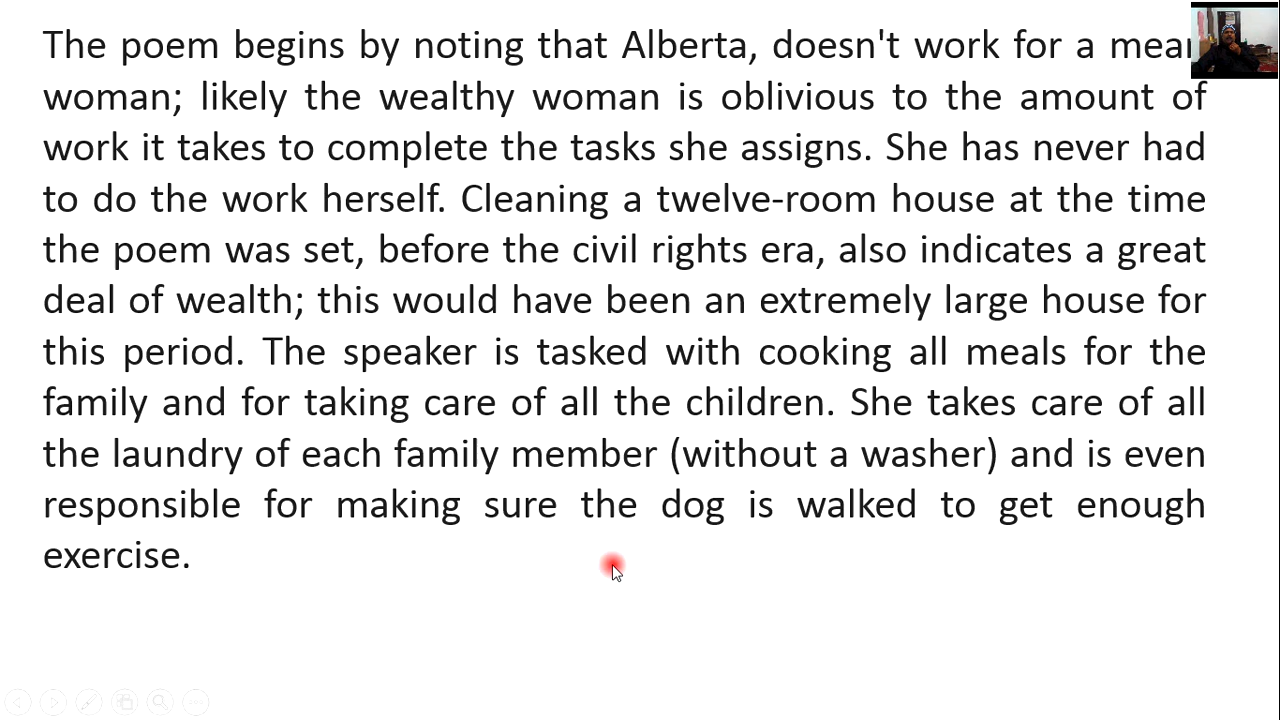 The poem begins by noting that Alberta, doesn't work for a mean
woman; likely the wealthy woman is oblivious to the amount of
work it takes to complete the tasks she assigns. She has never had
to do the work herself. Cleaning a twelve-room house at the time
the poem was set, before the civil rights era, also indicates a great
deal of wealth; this would have been an extremely large house for
this period. The speaker is tasked with cooking all meals for the
family and for taking care of all the children. She takes care of all
the laundry of each family member (without a washer) and is even
responsible for making sure the dog is walked to get enough
exercise.